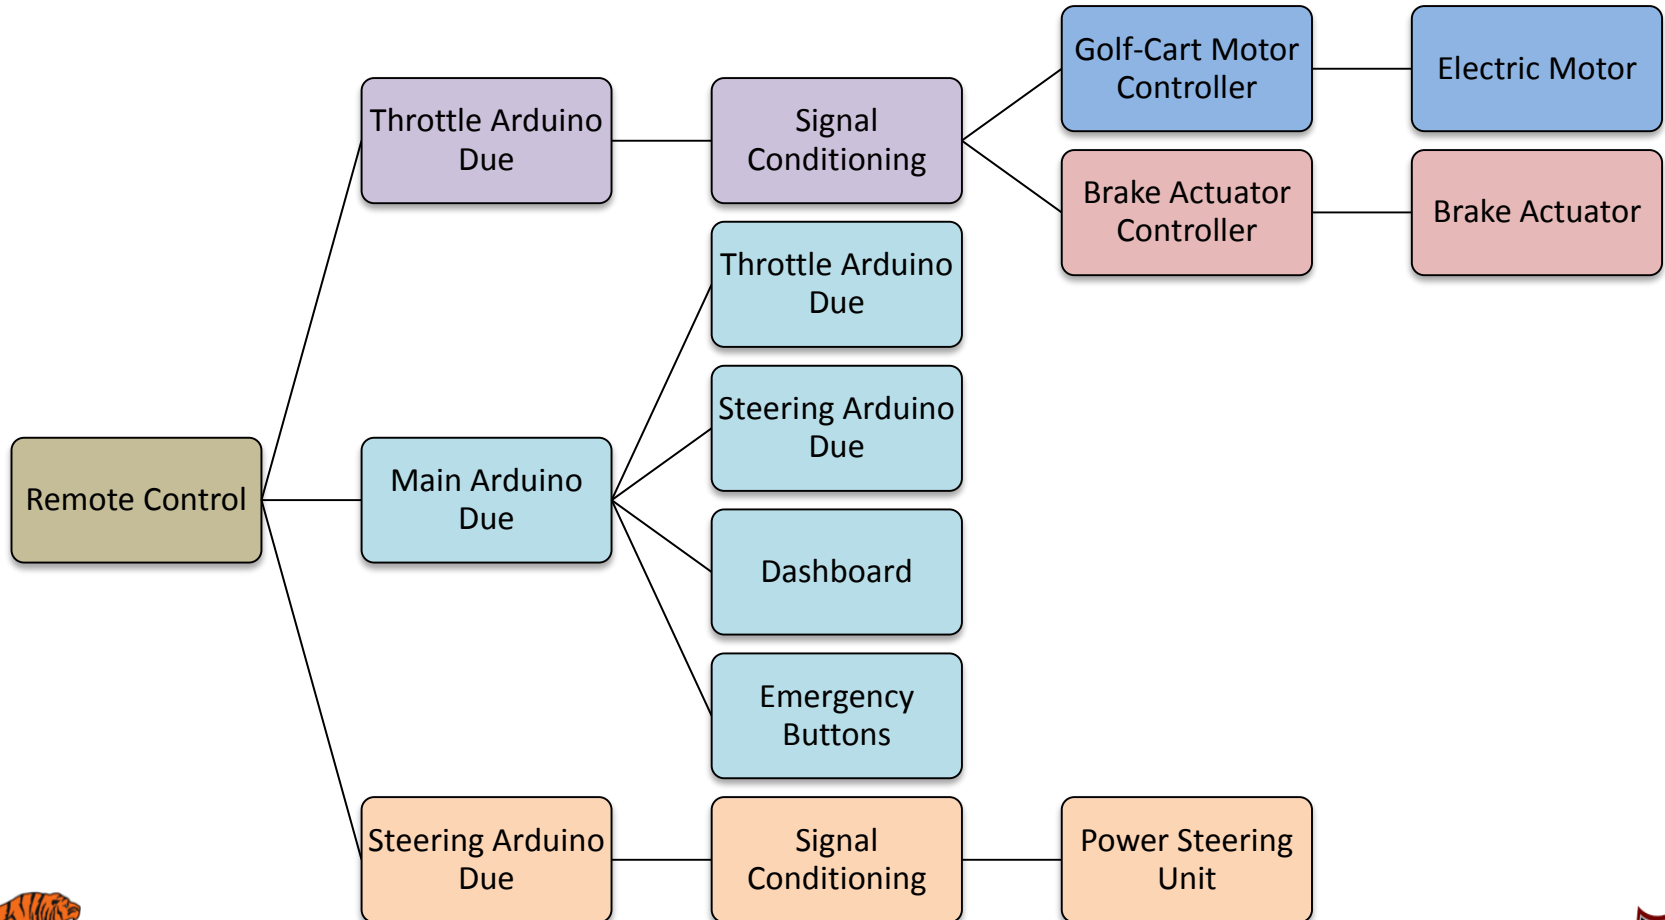 Golf-Cart Motor
Controller
Electric Motor
Throttle Arduino
Due
Signal
Conditioning
Brake Actuator
Controller
Brake Actuator
Throttle Arduino
Due
Steering Arduino
Due
Remote Control
Main Arduino
Due
Dashboard
Emergency
Buttons
Steering Arduino
Due
Signal
Conditioning
Power Steering
Unit